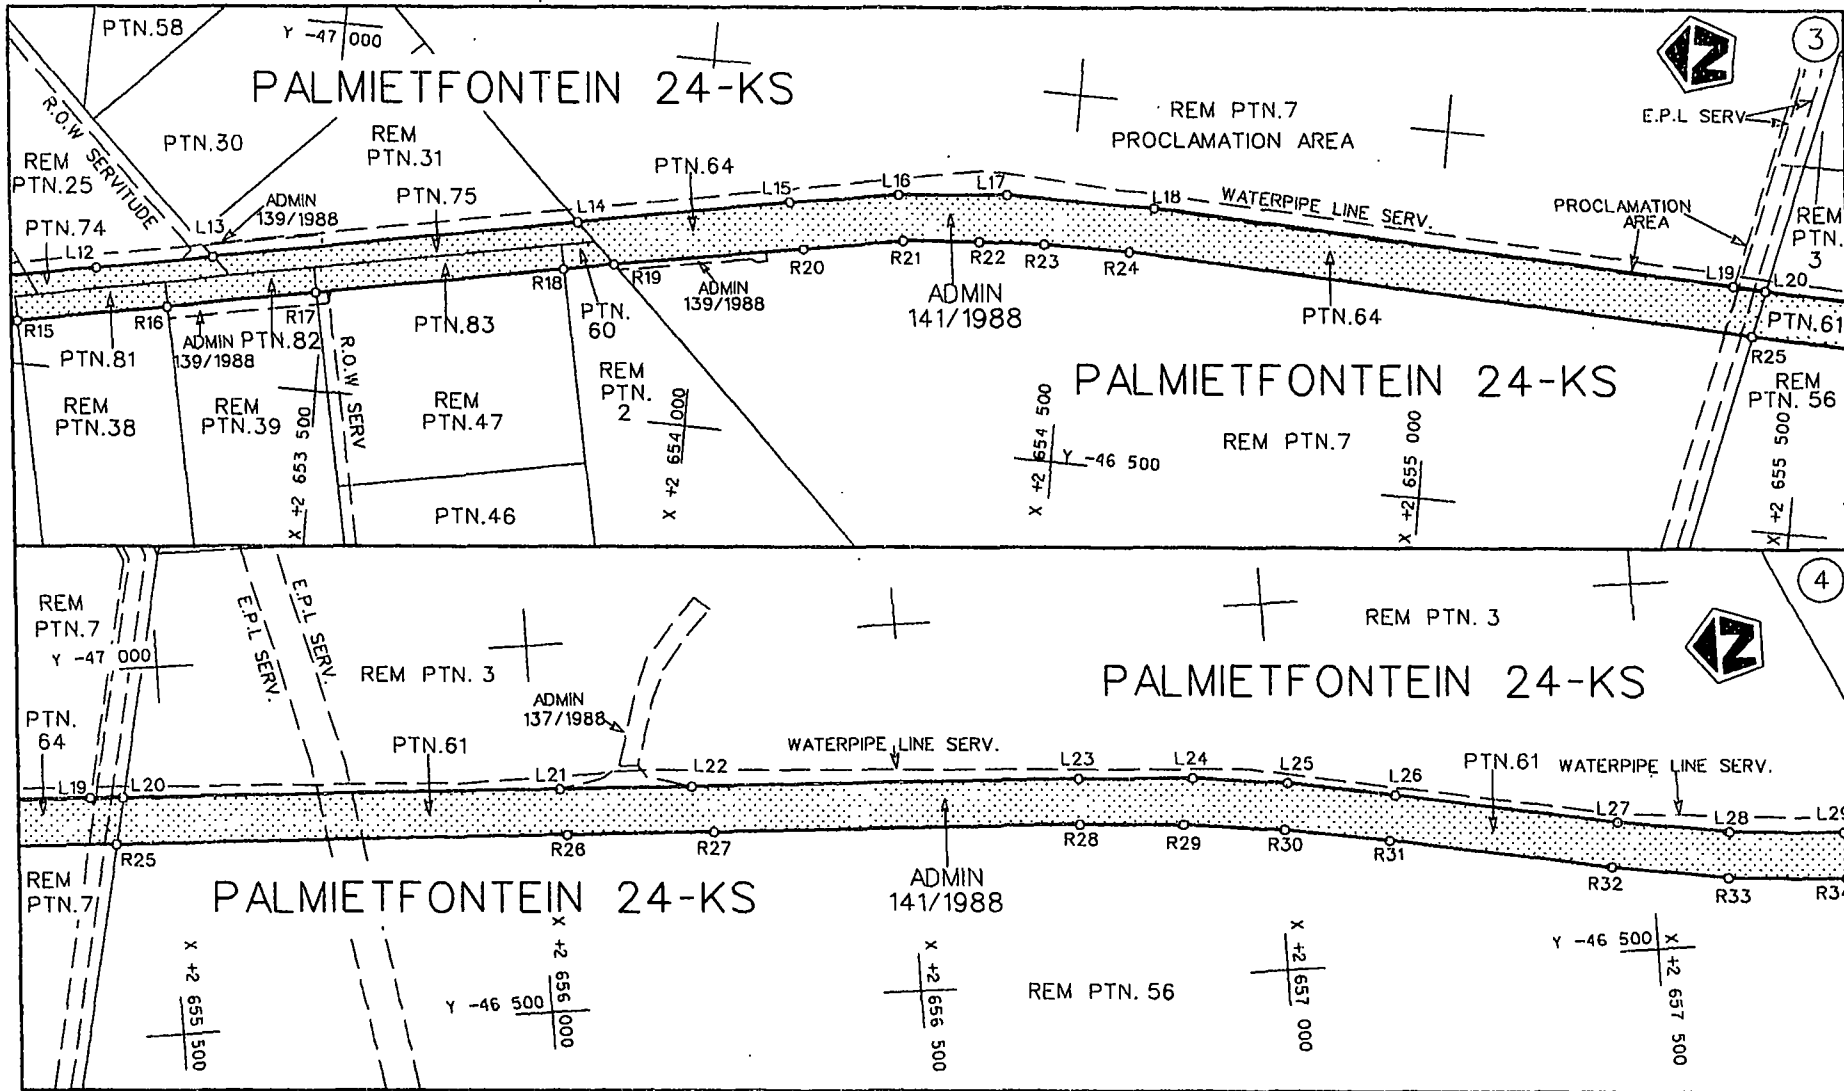 PTN.58
Y -47 000
3
PALMIETFONTEIN 24-KS
N
R.O.W SERVITUDE
REM PTN.7
PROCLAMATION AREA
E.P.L SERV.
PTN.30
REM
PTN.31
REM
PTN.25
PTN.64
PTN.75
ADMIN
139/1988
PTN.74
L12
L13
L14
L15
L16
L17
L18
WATERPIPE LINE SERV.
PROCLAMATION
AREA
REM
PTN.
3
L19
L20
R15
R16
R17
R18
R19
R20
R21
R22
R23
R24
R25
PTN.81
ADMIN
139/1988
PTN.82
R.O.W SERV
PTN.83
PTN.
60
ADMIN
139/1988
ADMIN
141/1988
PTN.64
PTN.61
REM
PTN.38
REM
PTN.39
REM
PTN.47
REM
PTN.
2
PALMIETFONTEIN 24-KS
REM
PTN. 56
REM PTN.7
PTN.46
X +2 653 500
X +2 654 000
X +2 654 500
Y -46 500
X +2 655 000
X +2 655 500
4
REM
PTN.7
Y -47 000
E.P.L SERV.
E.P.L SERV.
REM PTN. 3
REM PTN. 3
N
PALMIETFONTEIN 24-KS
ADMIN
137/1988
PTN.
64
PTN.61
WATERPIPE LINE SERV.
PTN.61
WATERPIPE LINE SERV.
L19
L20
L21
L22
L23
L24
L25
L26
L27
L28
L29
R25
R26
R27
R28
R29
R30
R31
R32
R33
R34
REM
PTN.7
PALMIETFONTEIN 24-KS
ADMIN
141/1988
REM PTN. 56
X +2 655 500
Y -46 500
X +2 656 000
X +2 656 500
X +2 657 000
Y -46 500
X +2 657 500